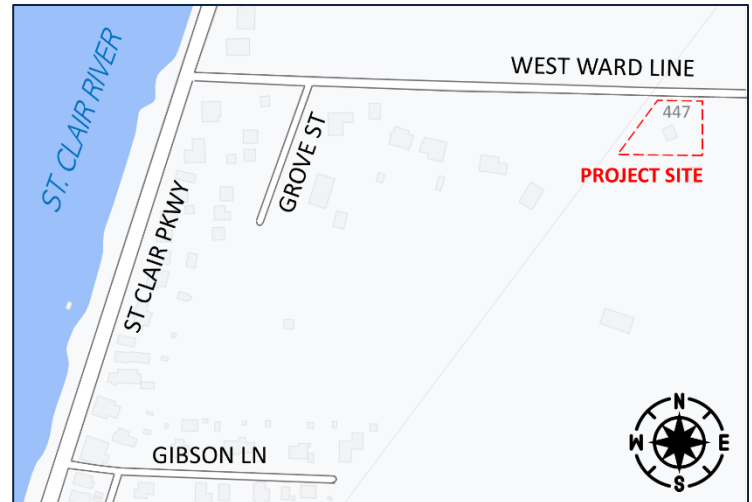 ST. CLAIR RIVER
WEST WARD LINE
447
PROJECT SITE
GROVE ST
ST CLAIR PKWY
GIBSON LN
N
W E
S